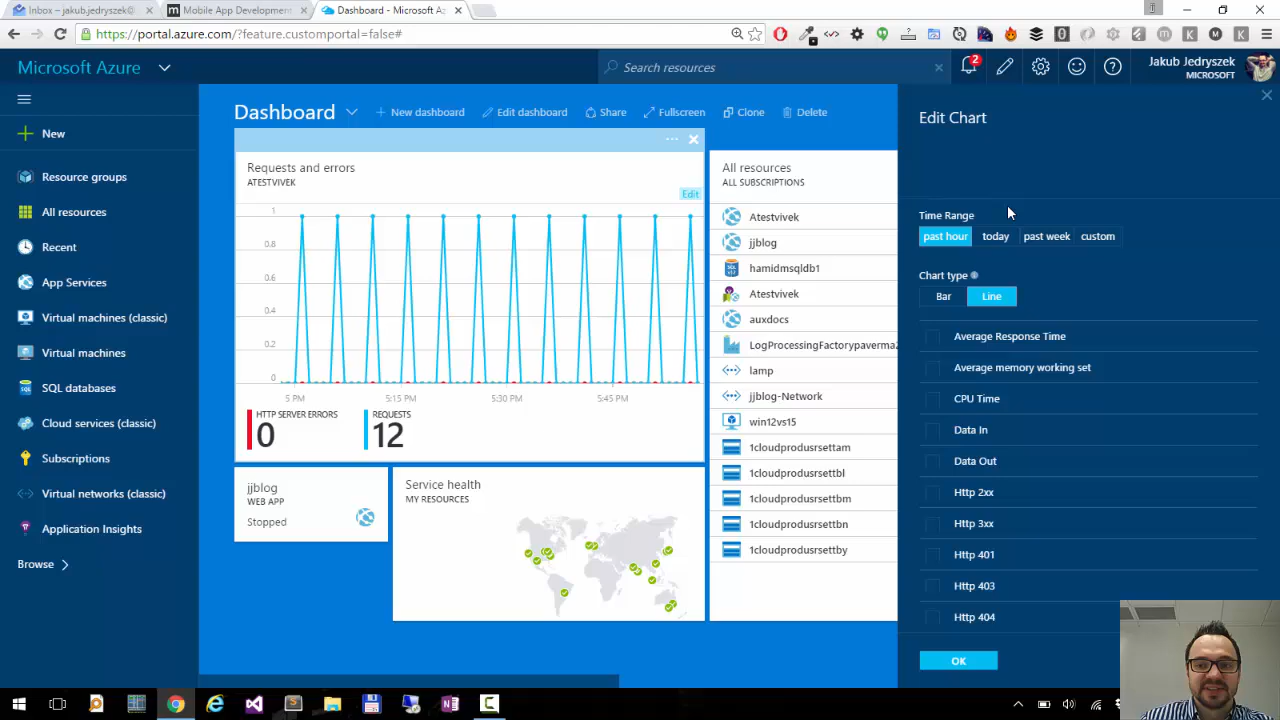 Inbox – jakub.jedryszek@
Mobile App Development
Dashboard - Microsoft Az
https://portal.azure.com/?feature.customportal=false#
Microsoft Azure
Search resources
2
Jakub Jedryszek
MICROSOFT
New
Resource groups
All resources
Recent
App Services
Virtual machines (classic)
Virtual machines
SQL databases
Cloud services (classic)
Subscriptions
Virtual networks (classic)
Application Insights
Browse
Dashboard
New dashboard
Edit dashboard
Share
Fullscreen
Clone
Delete
Requests and errors
ATESTVIVEK
Edit
1
0.8
0.6
0.4
0.2
0
5 PM
5:15 PM
5:30 PM
5:45 PM
HTTP SERVER ERRORS
0
REQUESTS
12
jjblog
WEB APP
Stopped
Service health
MY RESOURCES
All resources
ALL SUBSCRIPTIONS
Atestvivek
jjblog
hamidmsqldb1
Atestvivek
auxdocs
LogProcessingFactorypaverma2
lamp
jjblog-Network
win12vs15
1cloudprodusrsettam
1cloudprodusrsettbl
1cloudprodusrsettbm
1cloudprodusrsettbn
1cloudprodusrsettby
Edit Chart
Time Range
past hour
today
past week
custom
Chart type
Bar
Line
Average Response Time
Average memory working set
CPU Time
Data In
Data Out
Http 2xx
Http 3xx
Http 401
Http 403
Http 404
OK